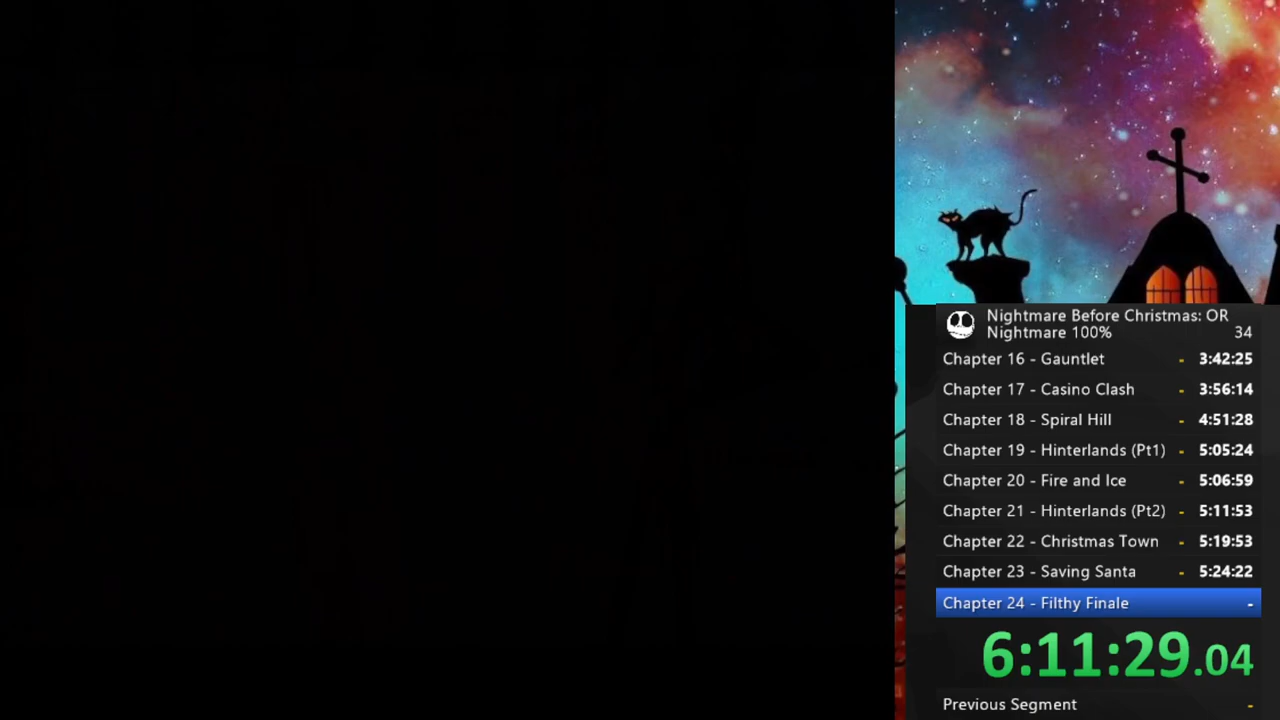 Nightmare Before Christmas: OR
Nightmare 100% 34
Chapter 16 - Gauntlet - 3:42:25
Chapter 17 - Casino Clash - 3:56:14
Chapter 18 - Spiral Hill - 4:51:28
Chapter 19 - Hinterlands (Pt1) - 5:05:24
Chapter 20 - Fire and Ice - 5:06:59
Chapter 21 - Hinterlands (Pt2) - 5:11:53
Chapter 22 - Christmas Town - 5:19:53
Chapter 23 - Saving Santa - 5:24:22
Chapter 24 - Filthy Finale -
6:11:29.04
Previous Segment -